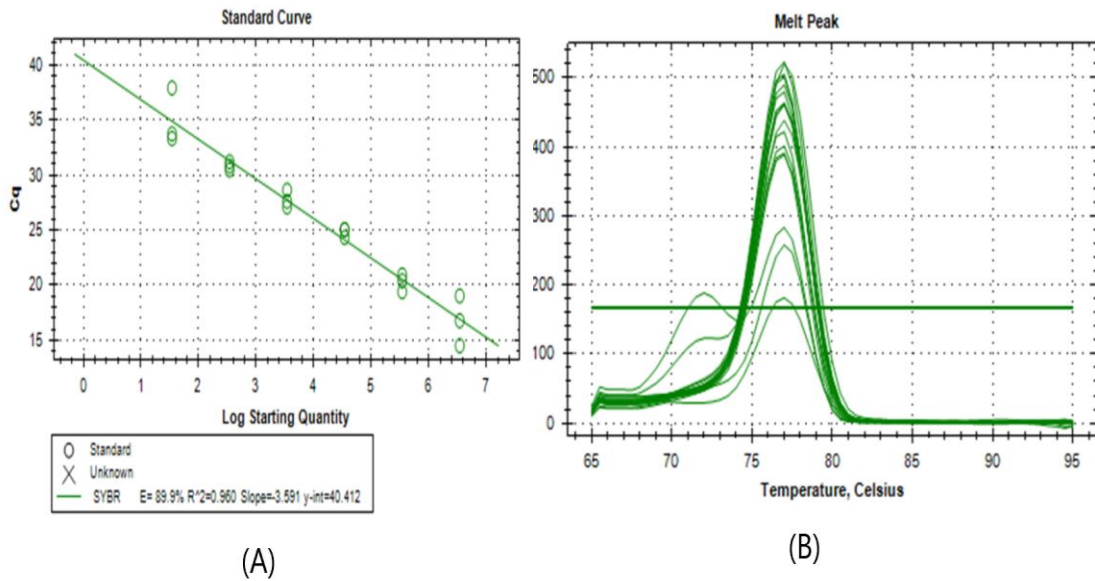 Standard Curve
40
35
30
25
20
15
Cq
0 1 2 3 4 5 6 7
Log Starting Quantity
Standard
Unknown
SYBR E= 89.9% R^2=0.960 Slope=-3.591 y-int=40.412
(A)
Melt Peak
500
400
300
200
100
0
65 70 75 80 85 90 95
Temperature, Celsius
(B)